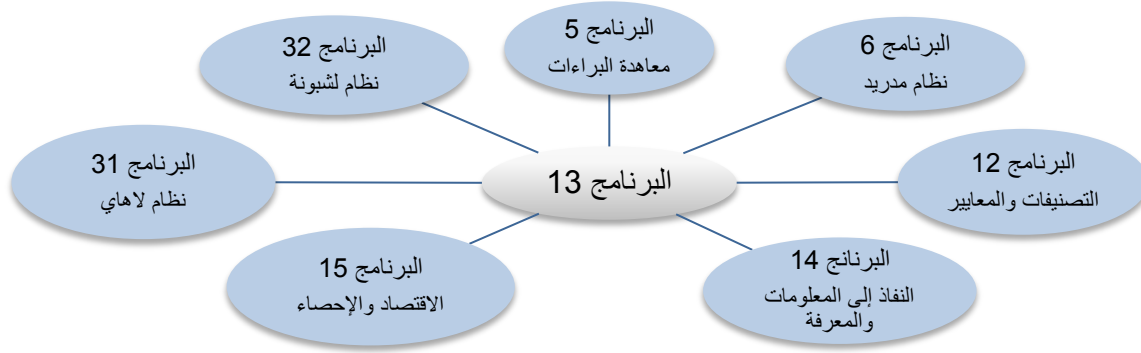 البرنامج 5
معاهدة البراءات
البرنامج 6
نظام مدريد
البرنامج 32
نظام لشبونة
البرنامج 12
التصنيفات والمعايير
البرنامج 13
البرنامج 31
نظام لاهاي
البرنانج 14
النفاذ إلى المعلومات
والمعرفة
البرنامج 15
الاقتصاد والإحصاء